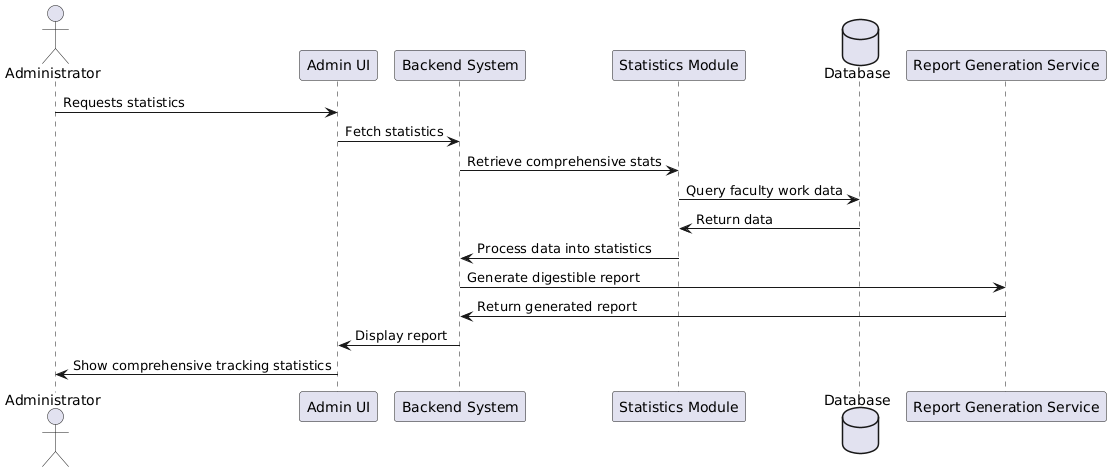 Administrator
Admin UI
Backend System
Statistics Module
Database
Report Generation Service
Requests statistics
Fetch statistics
Retrieve comprehensive stats
Query faculty work data
Return data
Process data into statistics
Generate digestible report
Return generated report
Display report
Show comprehensive tracking statistics
Administrator
Admin UI
Backend System
Statistics Module
Database
Report Generation Service